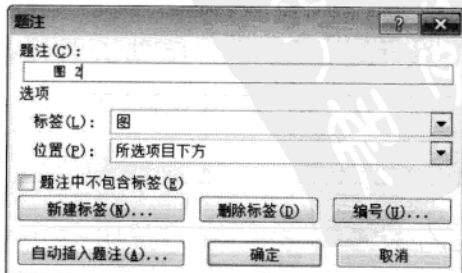 题注
题注(C):
图 2
选项
标签(L): 图
位置(P): 所选项目下方
题注中不包含标签(E)
新建标签(N)... 删除标签(D) 编号(U)...
自动插入题注(A)... 确定 取消